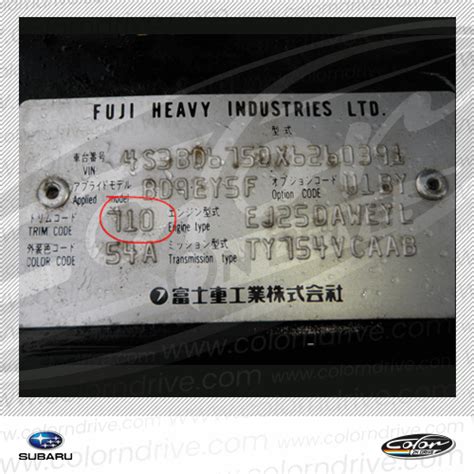 FUJI HEAVY INDUSTRIES LTD.
型式
車台番号 VIN 4S3BD6750X6260391
アプライドモデル Applied model BD9EY5F オプションコード Option CODE U1BY
トリムコード TRIM CODE 710 エンジン型式 Engine type EJ25DAWEYL
外装色コード COLOR CODE 54A ミッション型式 Transmission type TY754VCAAB
富士重工業株式会社
www.colorndrive.com
SUBARU
Color N DRIVE